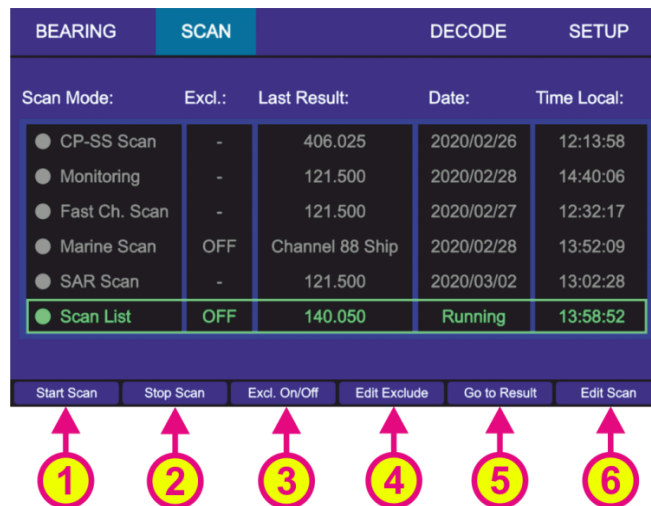 BEARING SCAN DECODE SETUP
Scan Mode: Excl.: Last Result: Date: Time Local:
CP-SS Scan - 406.025 2020/02/26 12:13:58
Monitoring - 121.500 2020/02/28 14:40:06
Fast Ch. Scan - 121.500 2020/02/27 12:32:17
Marine Scan OFF Channel 88 Ship 2020/02/28 13:52:09
SAR Scan - 121.500 2020/03/02 13:02:28
Scan List OFF 140.050 Running 13:58:52
Start Scan Stop Scan Excl. On/Off Edit Exclude Go to Result Edit Scan
1 2 3 4 5 6